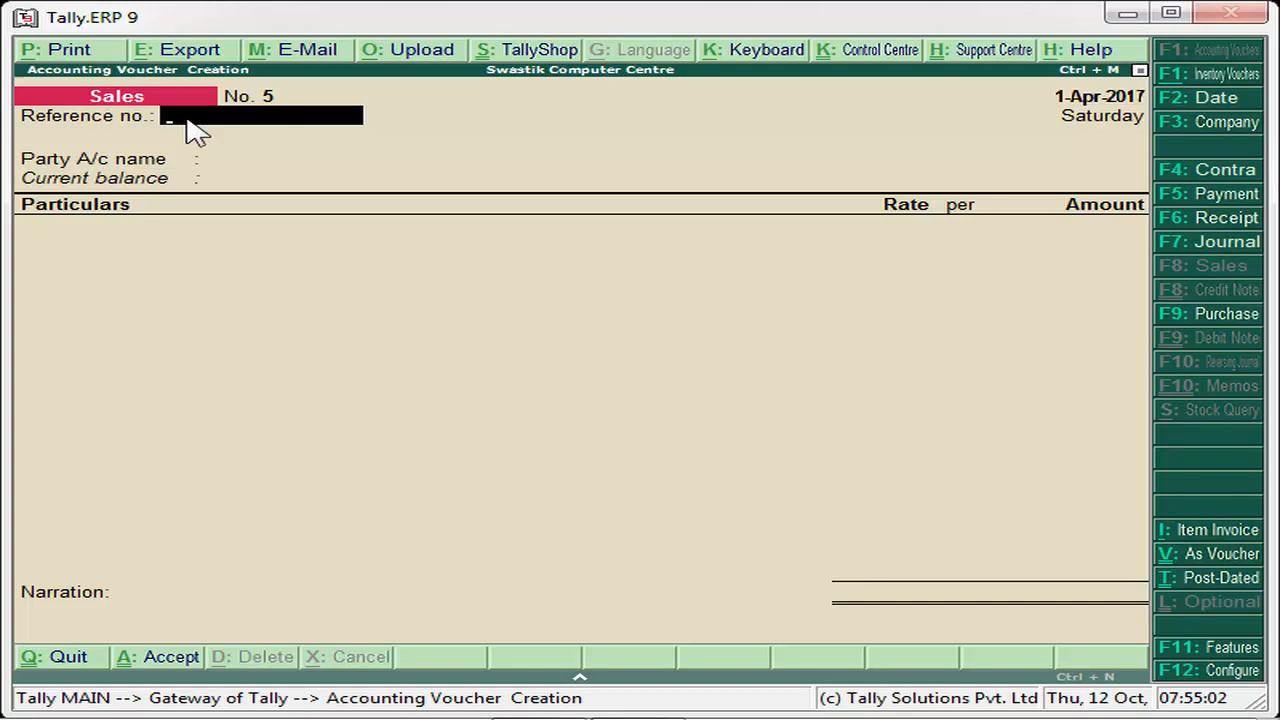 Tally.ERP 9
P: Print E: Export M: E-Mail O: Upload S: TallyShop G: Language K: Keyboard K: Control Centre H: Support Centre H: Help
Accounting Voucher Creation Swastik Computer Centre Ctrl + M
Sales No. 5 1-Apr-2017
Reference no.: Saturday
Party A/c name :
Current balance :
Particulars Rate per Amount
Narration:
F1: Accounting Vouchers
F1: Inventory Vouchers
F2: Date
F3: Company
F4: Contra
F5: Payment
F6: Receipt
F7: Journal
F8: Sales
F8: Credit Note
F9: Purchase
F9: Debit Note
F10: Reversing Journal
F10: Memos
S: Stock Query
I: Item Invoice
V: As Voucher
T: Post-Dated
L: Optional
F11: Features
F12: Configure
Q: Quit A: Accept D: Delete X: Cancel
Ctrl + N
Tally MAIN --> Gateway of Tally --> Accounting Voucher Creation (c) Tally Solutions Pvt. Ltd Thu, 12 Oct, 07:55:02